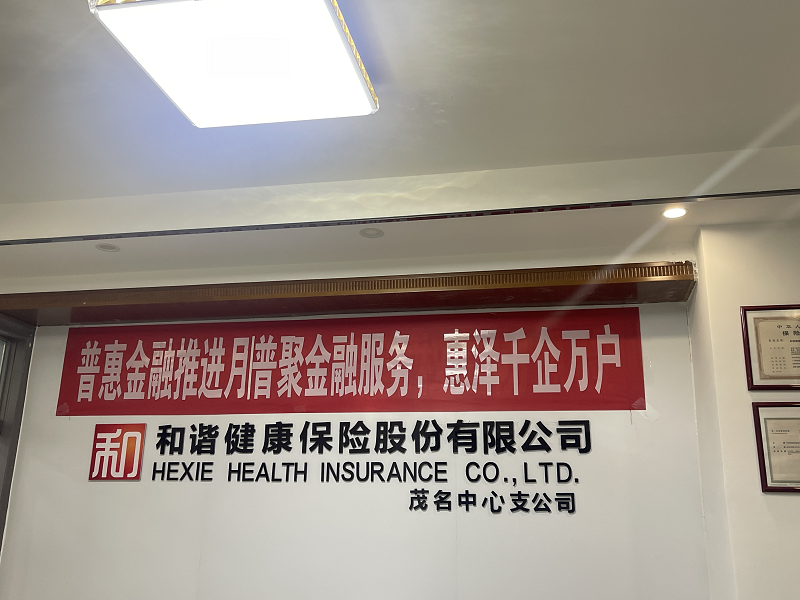 普惠金融推进月|普聚金融服务，惠泽千企万户
和
和谐健康保险股份有限公司
HEXIE HEALTH INSURANCE CO.,LTD.
茂名中心支公司